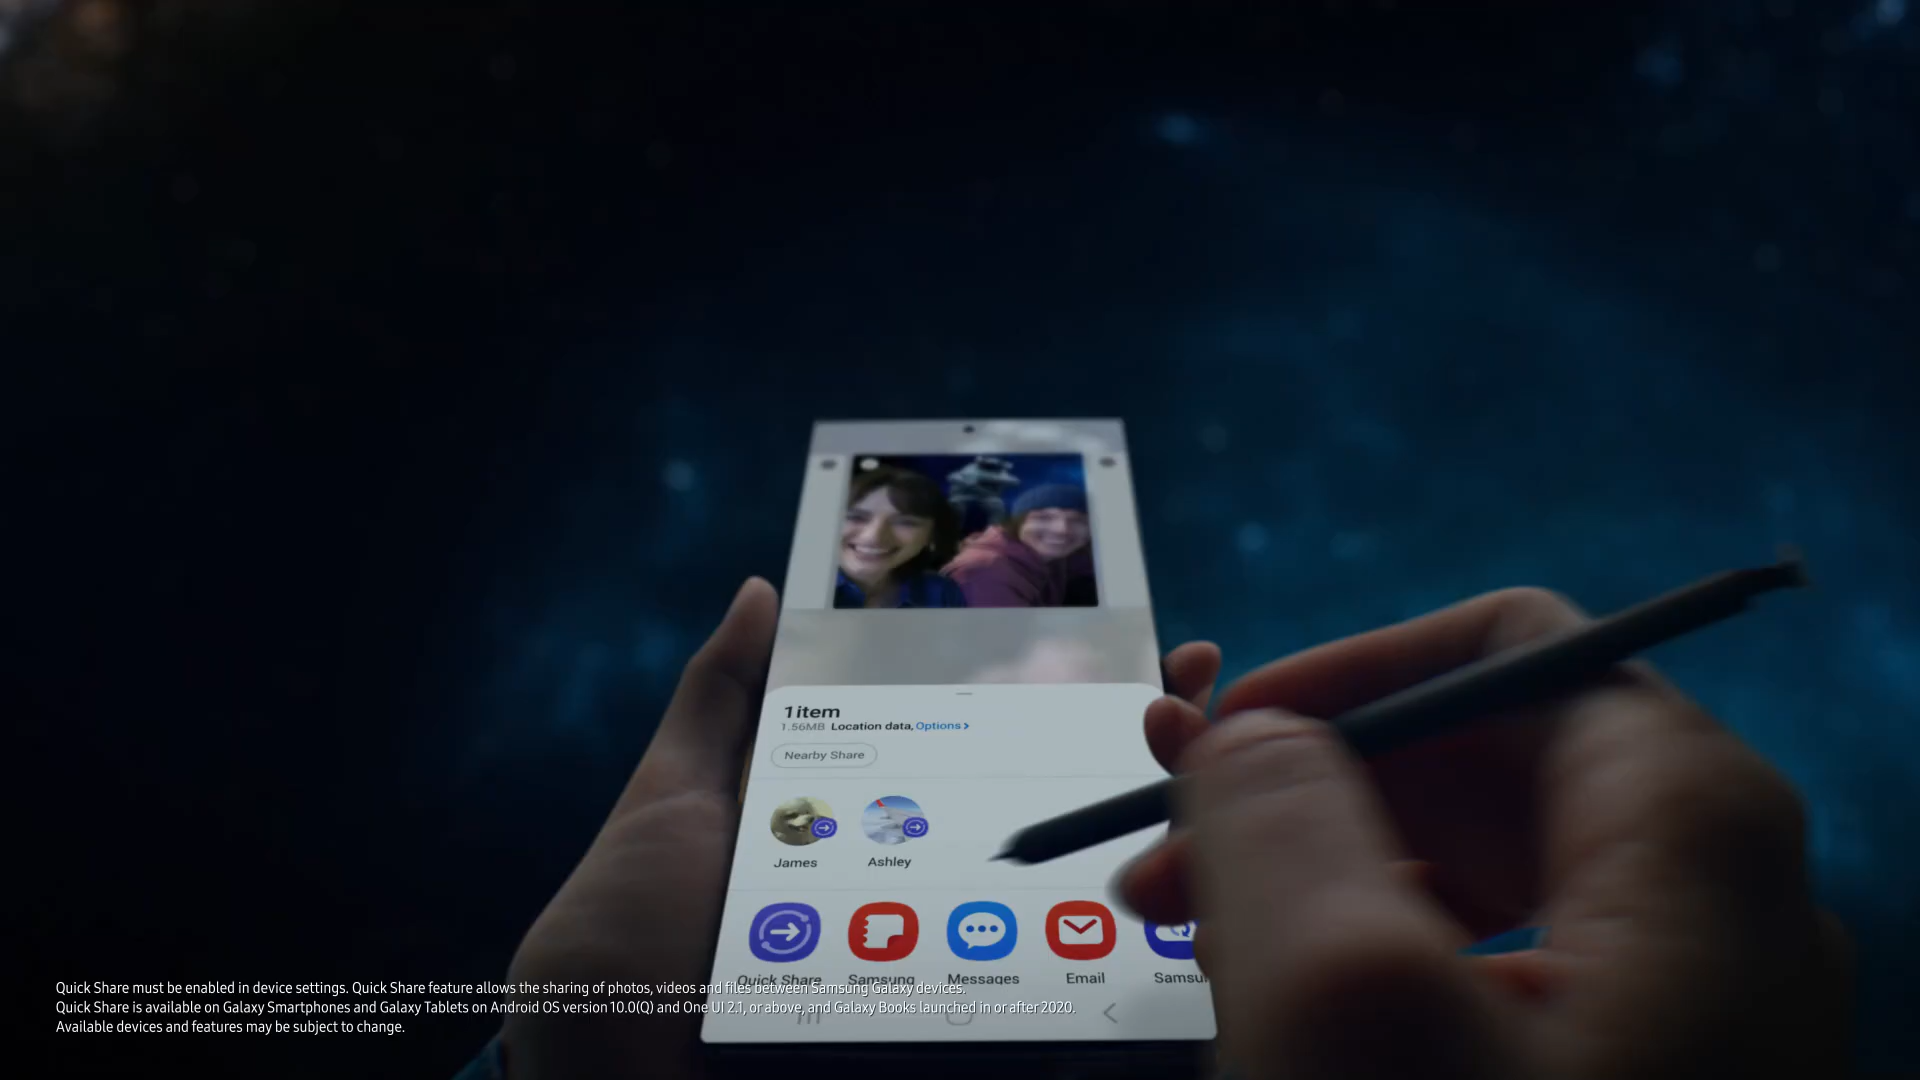 1 item
1.56MB Location data, Options >
Nearby Share
James Ashley
Quick Share Samsung Messages Email Samsu
Quick Share must be enabled in device settings. Quick Share feature allows the sharing of photos, videos and files between Samsung Galaxy devices.
Quick Share is available on Galaxy Smartphones and Galaxy Tablets on Android OS version 10.0(Q) and One UI 2.1, or above, and Galaxy Books launched in or after 2020.
Available devices and features may be subject to change.